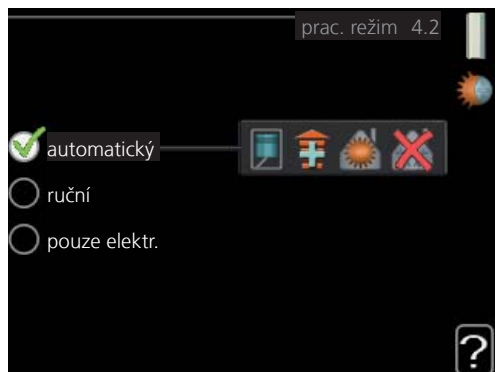 prac. režim 4.2
automatický
ruční
pouze elektr.
?